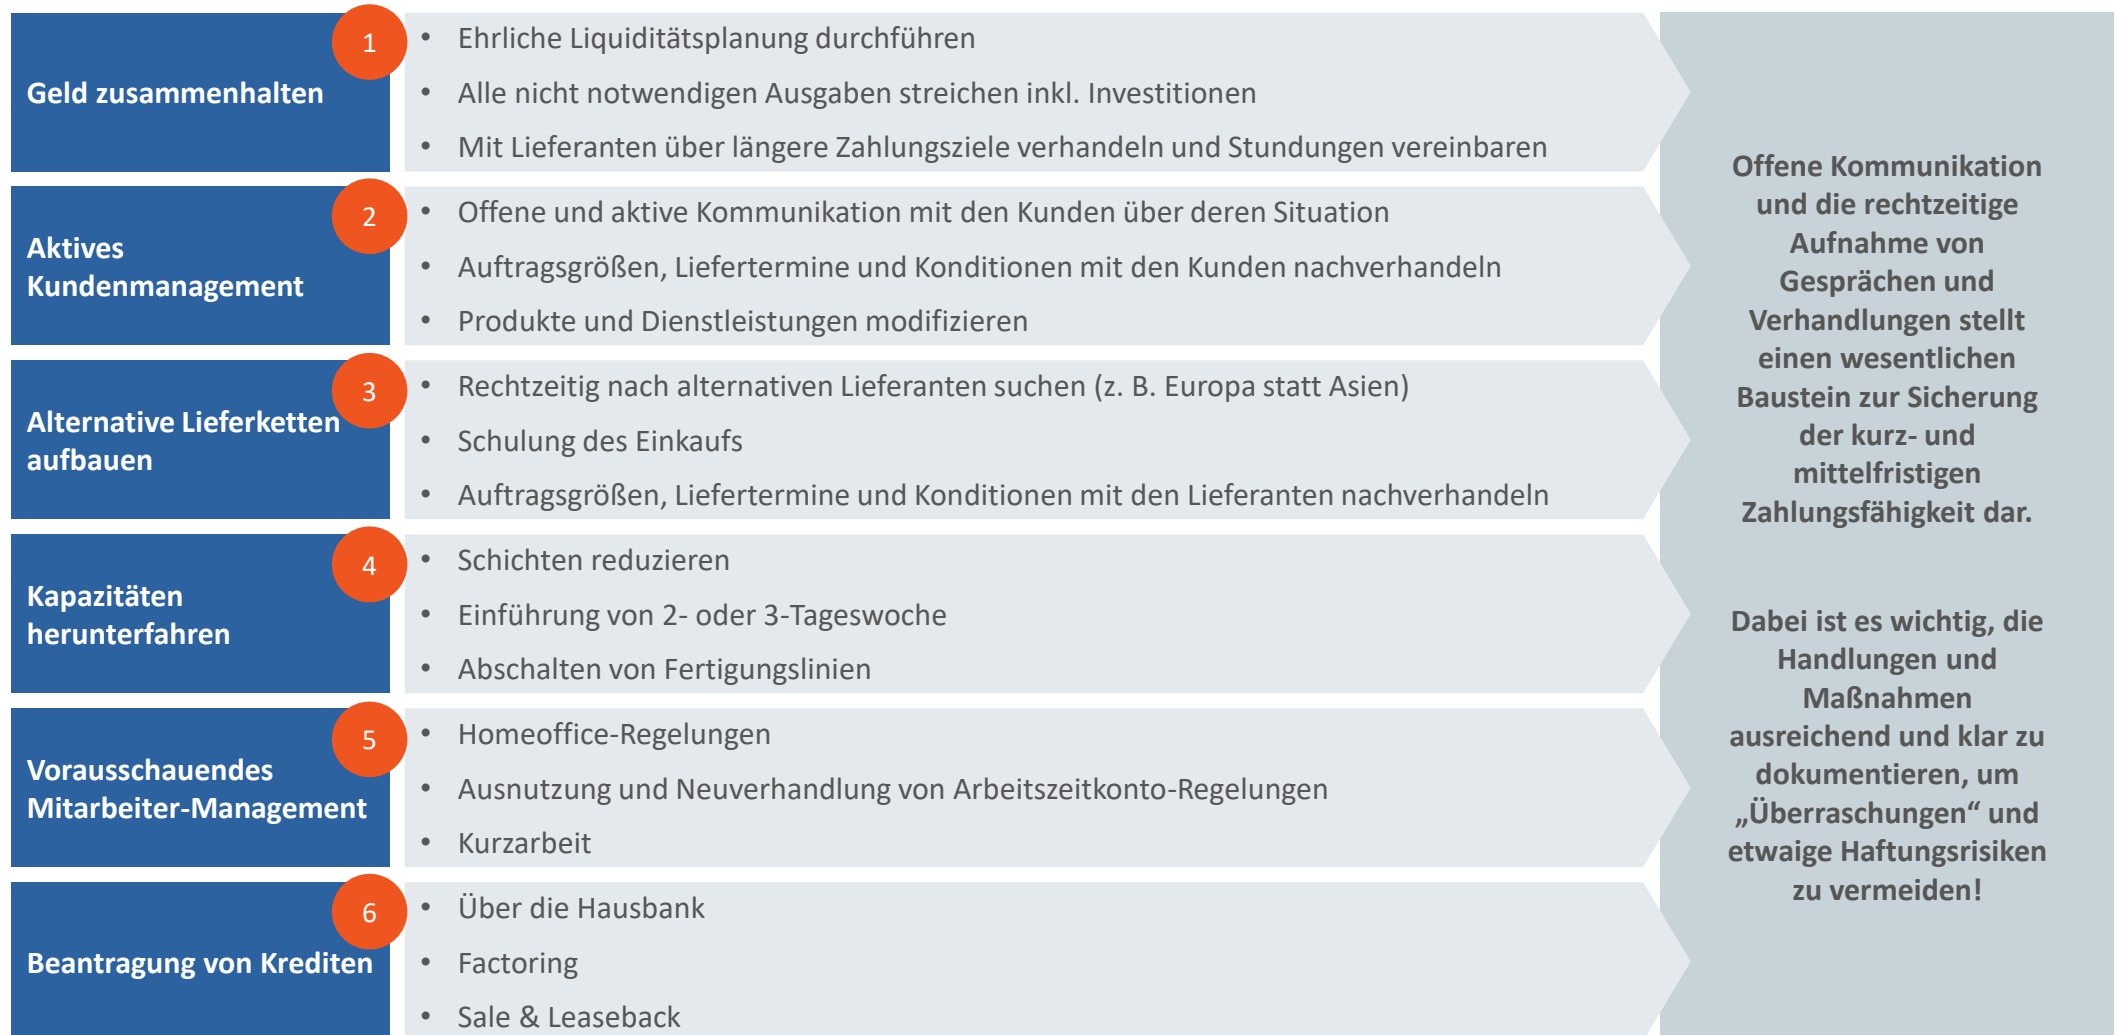 1
Geld zusammenhalten
• Ehrliche Liquiditätsplanung durchführen
• Alle nicht notwendigen Ausgaben streichen inkl. Investitionen
• Mit Lieferanten über längere Zahlungsziele verhandeln und Stundungen vereinbaren
2
Aktives
Kundenmanagement
• Offene und aktive Kommunikation mit den Kunden über deren Situation
• Auftragsgrößen, Liefertermine und Konditionen mit den Kunden nachverhandeln
• Produkte und Dienstleistungen modifizieren
3
Alternative Lieferketten
aufbauen
• Rechtzeitig nach alternativen Lieferanten suchen (z. B. Europa statt Asien)
• Schulung des Einkaufs
• Auftragsgrößen, Liefertermine und Konditionen mit den Lieferanten nachverhandeln
4
Kapazitäten
herunterfahren
• Schichten reduzieren
• Einführung von 2- oder 3-Tageswoche
• Abschalten von Fertigungslinien
5
Vorausschauendes
Mitarbeiter-Management
• Homeoffice-Regelungen
• Ausnutzung und Neuverhandlung von Arbeitszeitkonto-Regelungen
• Kurzarbeit
6
Beantragung von Krediten
• Über die Hausbank
• Factoring
• Sale & Leaseback
Offene Kommunikation
und die rechtzeitige
Aufnahme von
Gesprächen und
Verhandlungen stellt
einen wesentlichen
Baustein zur Sicherung
der kurz- und
mittelfristigen
Zahlungsfähigkeit dar.
Dabei ist es wichtig, die
Handlungen und
Maßnahmen
ausreichend und klar zu
dokumentieren, um
„Überraschungen“ und
etwaige Haftungsrisiken
zu vermeiden!